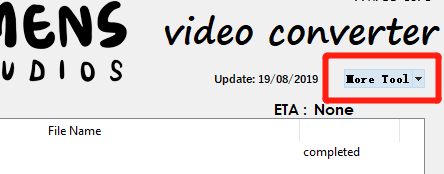 MENS
video converter
UDIOS
Update: 19/08/2019
More Tool
ETA : None
File Name
completed